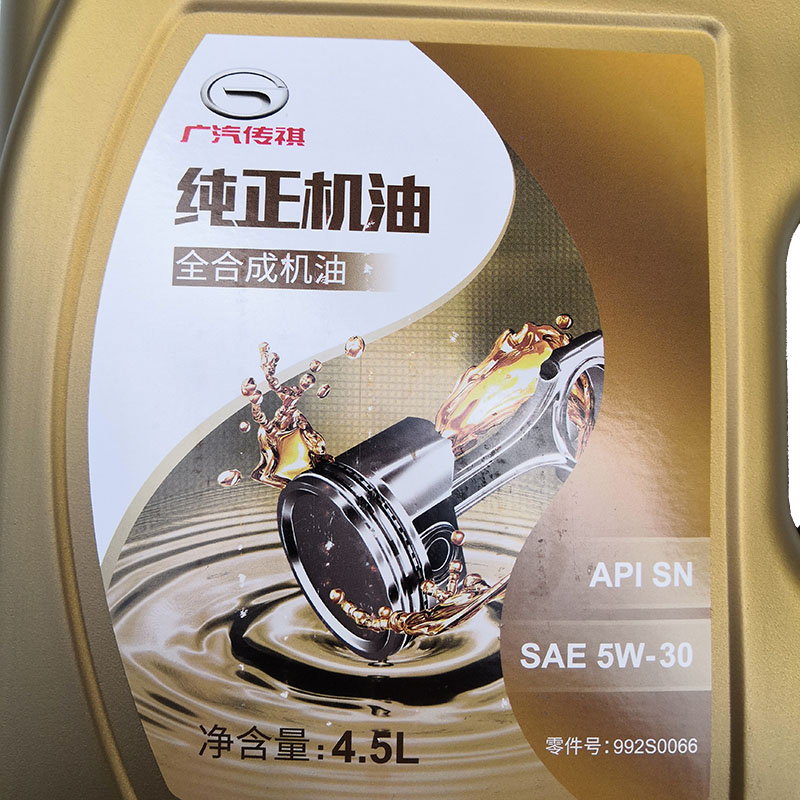 广汽传祺
纯正机油
全合成机油
API SN
SAE 5W-30
净含量:4.5L
零件号:992S0066